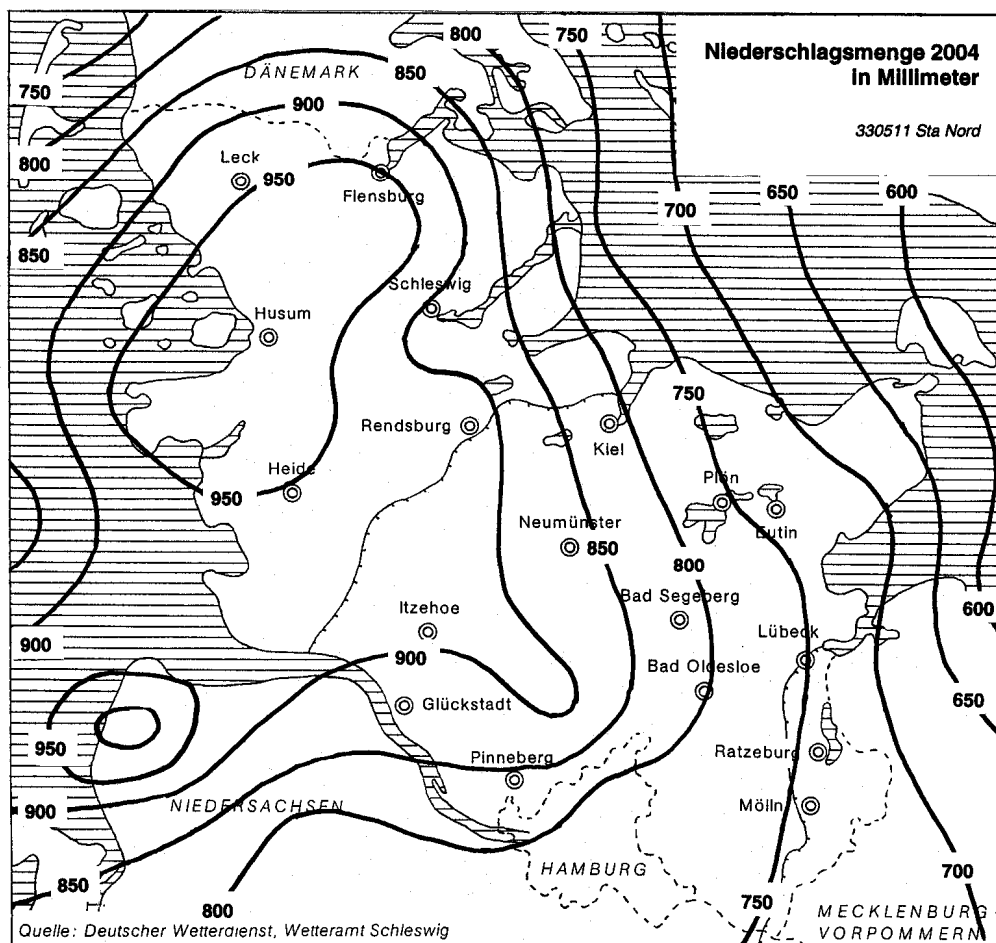 Niederschlagsmenge 2004
in Millimeter
330511 Sta Nord
800
750
850
DÄNEMARK
750
900
800
Leck
950
Flensburg
650
600
700
850
Schleswig
Husum
750
Rendsburg
Kiel
Heide
950
Plön
Neumünster
Eutin
850
800
Bad Segeberg
600
Itzehoe
Lübeck
900
900
Bad Oldesloe
650
Glückstadt
950
Pinneberg
Ratzeburg
900
NIEDERSACHSEN
Mölln
HAMBURG
700
850
750
800
MECKLENBURG-
VORPOMMERN
Quelle: Deutscher Wetterdienst, Wetteramt Schleswig